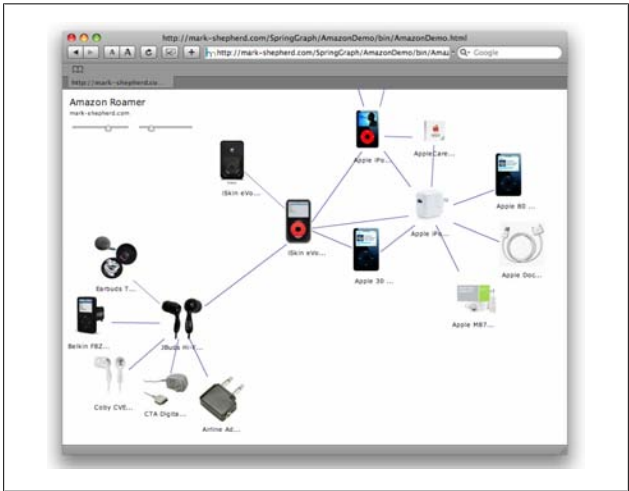 http://mark-shepherd.com/SpringGraph/AmazonDemo/bin/AmazonDemo.html
A A
http://mark-shepherd.com/SpringGraph/AmazonDemo/bin/Amaz
Google
http://mark-shepherd.co...
Amazon Roamer
mark-shepherd.com
Apple iPo...
AppleCare...
iSkin eVo...
Apple 80 ...
Apple iPo...
iSkin eVo...
Apple 30 ...
Apple Doc...
Earbuds T...
Apple M87...
Belkin F8Z...
JBuds Hi-F...
Coby CVE...
CTA Digita...
Airline Ad...